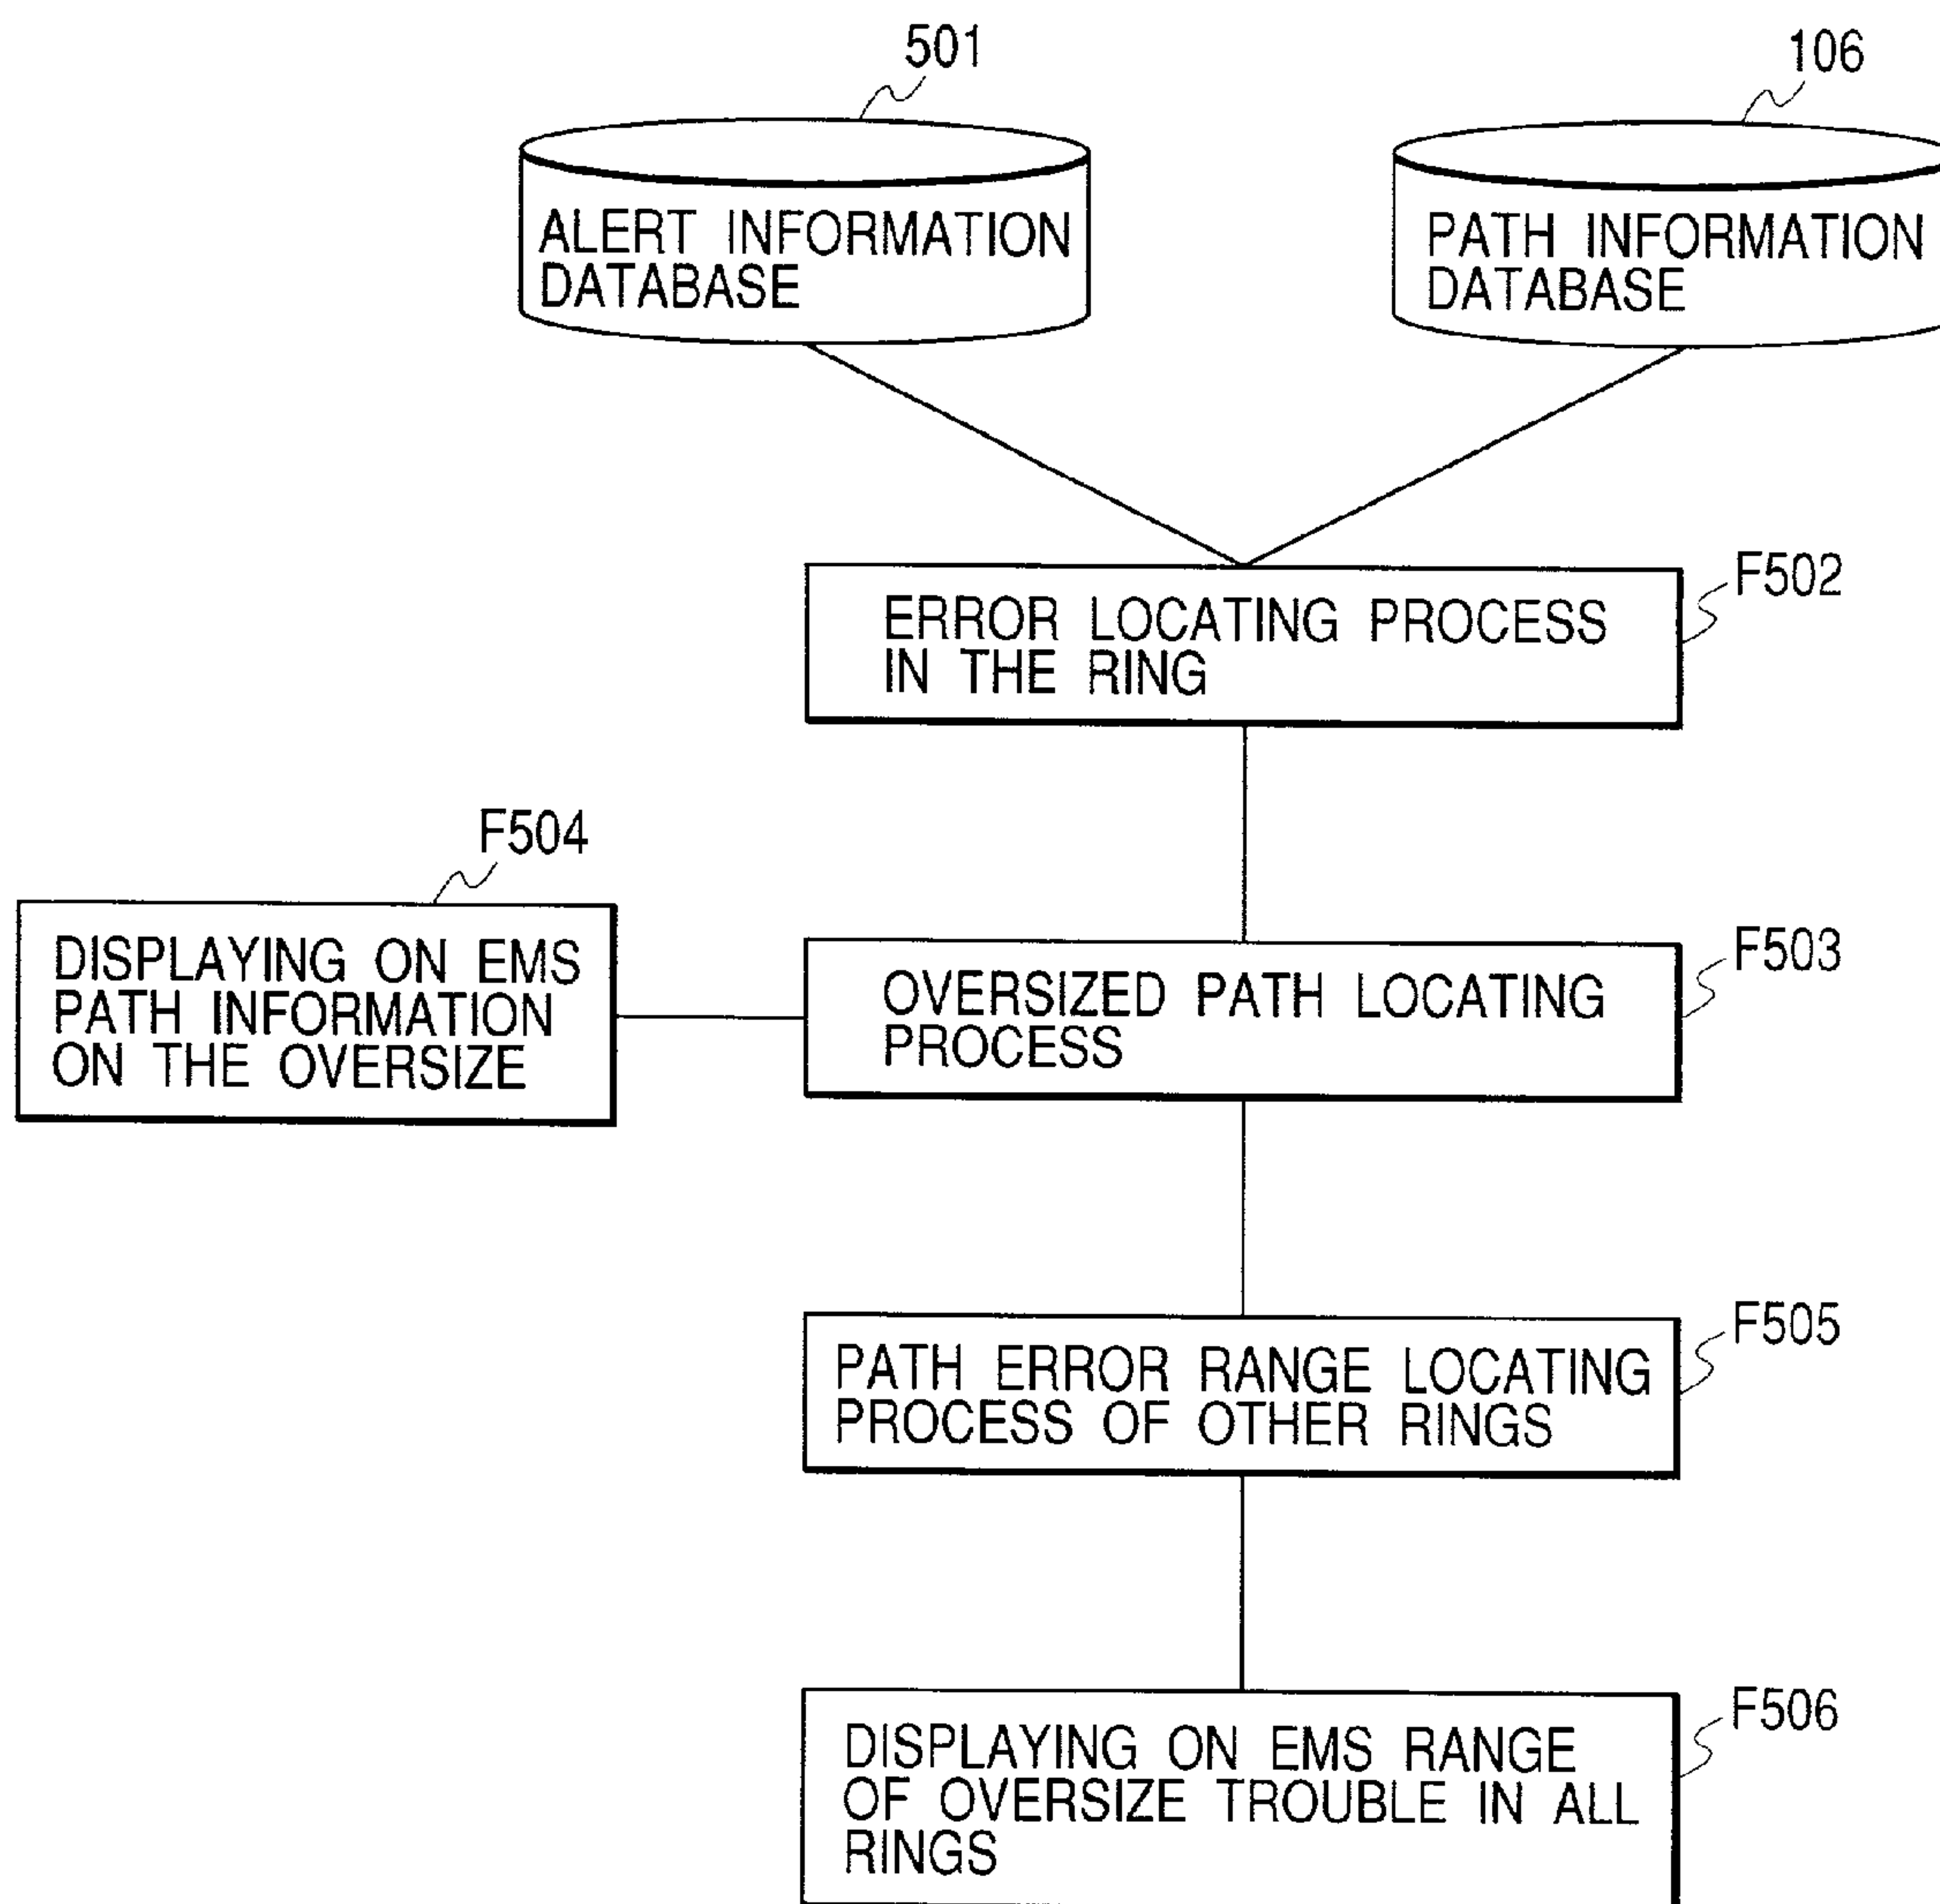 501
106
ALERT INFORMATION
DATABASE
PATH INFORMATION
DATABASE
F502
ERROR LOCATING PROCESS
IN THE RING
F504
DISPLAYING ON EMS
PATH INFORMATION
ON THE OVERSIZE
F503
OVERSIZED PATH LOCATING
PROCESS
F505
PATH ERROR RANGE LOCATING
PROCESS OF OTHER RINGS
F506
DISPLAYING ON EMS RANGE
OF OVERSIZE TROUBLE IN ALL
RINGS